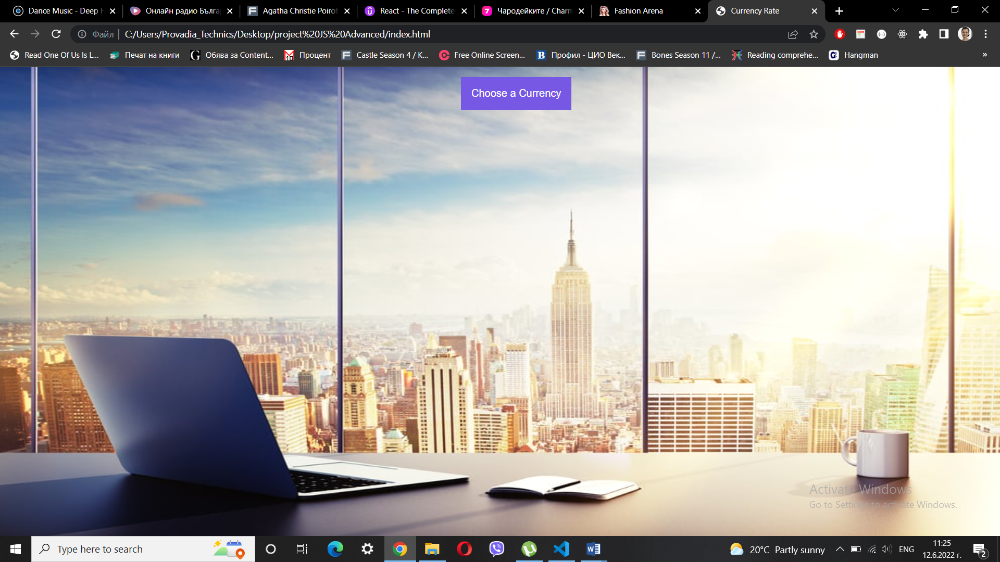 Dance Music - Deep H
Онлайн радио Бълга
Agatha Christie Poirot
React - The Complete
Чародейките / Charm
Fashion Arena
Currency Rate
Файл
C:/Users/Provadia_Technics/Desktop/project%20JS%20Advanced/index.html
Read One Of Us Is L...
Печат на книги
Обява за Content...
Процент
Castle Season 4 / K...
Free Online Screen...
Профил - ЦИО Век...
Bones Season 11 /...
Reading comprehe...
Hangman
»
Choose a Currency
Activate Windows
Go to Settings to activate Windows.
Type here to search
20°C Partly sunny
ENG
11:25
12.6.2022 г.
2